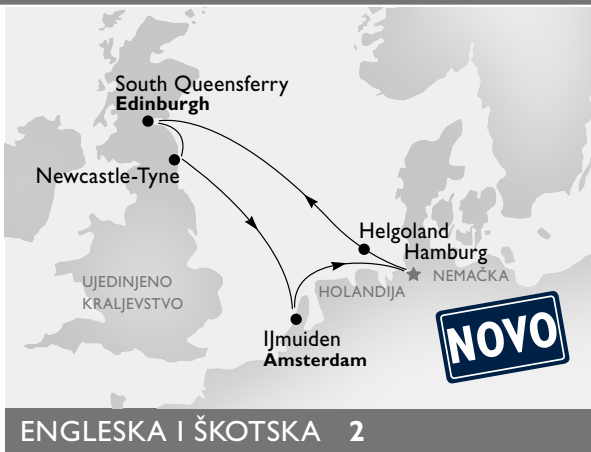 South Queensferry
Edinburgh
Newcastle-Tyne
Helgoland
Hamburg
UJEDINJENO
KRALJEVSTVO
HOLANDIJA
NEMAČKA
IJmuiden
Amsterdam
NOVO
ENGLESKA I ŠKOTSKA 2